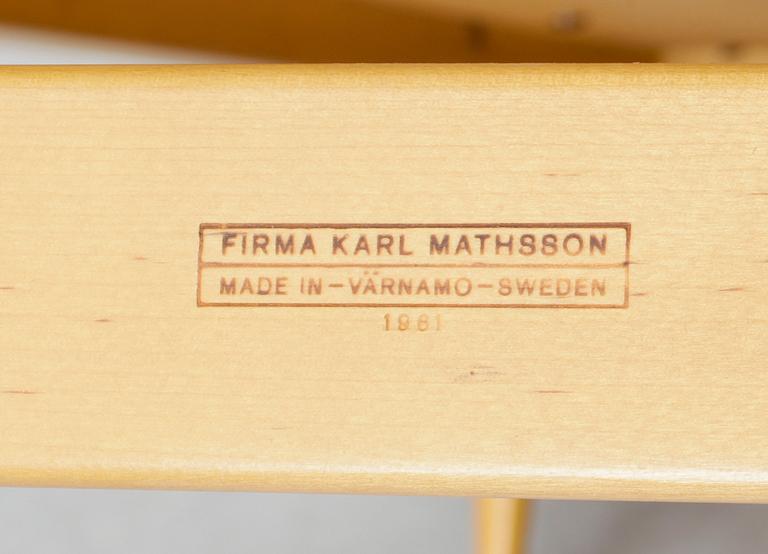 FIRMA KARL MATHSSON
MADE IN-VÄRNAMO-SWEDEN
1961